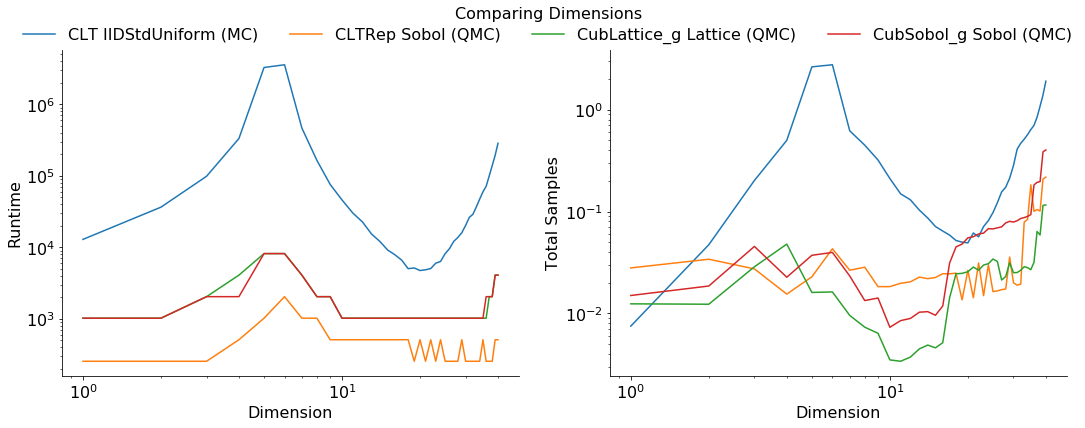 Comparing Dimensions
CLT IIDStdUniform (MC) CLTRep Sobol (QMC) CubLattice_g Lattice (QMC) CubSobol_g Sobol (QMC)
Runtime
10^6
10^5
10^4
10^3
10^0 10^1
Dimension
Total Samples
10^0
10^-1
10^-2
10^0 10^1
Dimension